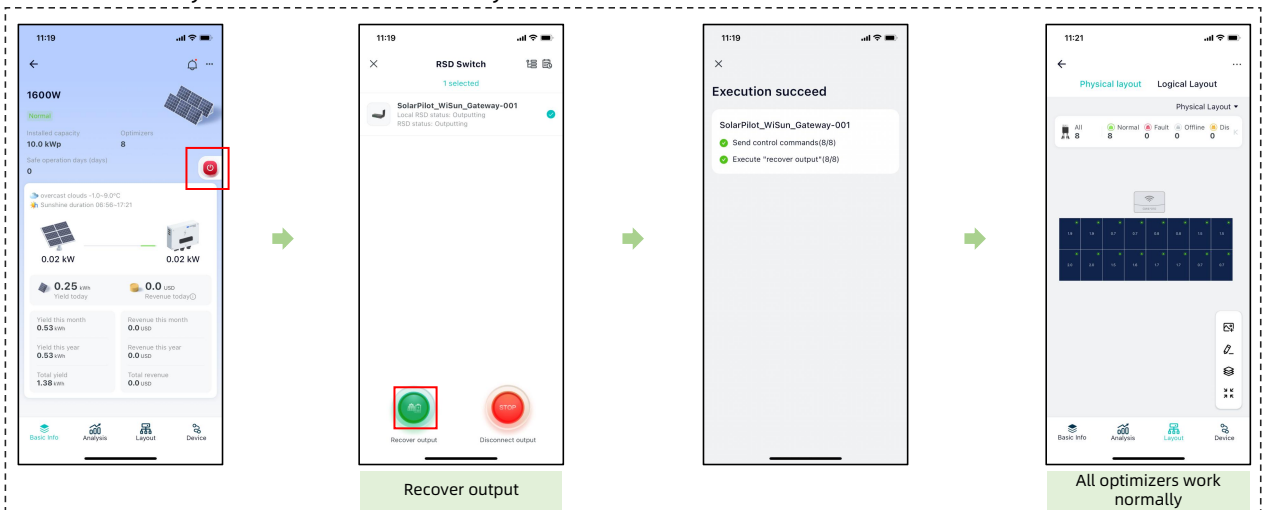 11:19
1600W
Normal
Installed capacity
Optimizers
10.0 kWp
8
Safe operation days (days)
0
overcast clouds -1.0~9.0°C
Sunshine duration 08:56~17:21
0.02 kW
0.02 kW
0.25 kWh
Yield today
0.0 USD
Revenue today
Yield this month
0.53 kWh
Revenue this month
0.0 USD
Yield this year
0.53 kWh
Revenue this year
0.0 USD
Total yield
1.38 kWh
Total revenue
0.0 USD
Basic Info
Analysis
Layout
Device
11:19
RSD Switch
1 selected
SolarPilot_WiSun_Gateway-001
Local RSD status: Outputting
RSD status: Outputting
STOP
Recover output
Disconnect output
Recover output
11:19
Execution succeed
SolarPilot_WiSun_Gateway-001
Send control commands(8/8)
Execute "recover output"(8/8)
11:21
Physical layout
Logical Layout
Physical Layout
All
8
Normal
8
Fault
0
Offline
0
Dis
0
Basic Info
Analysis
Layout
Device
All optimizers work
normally